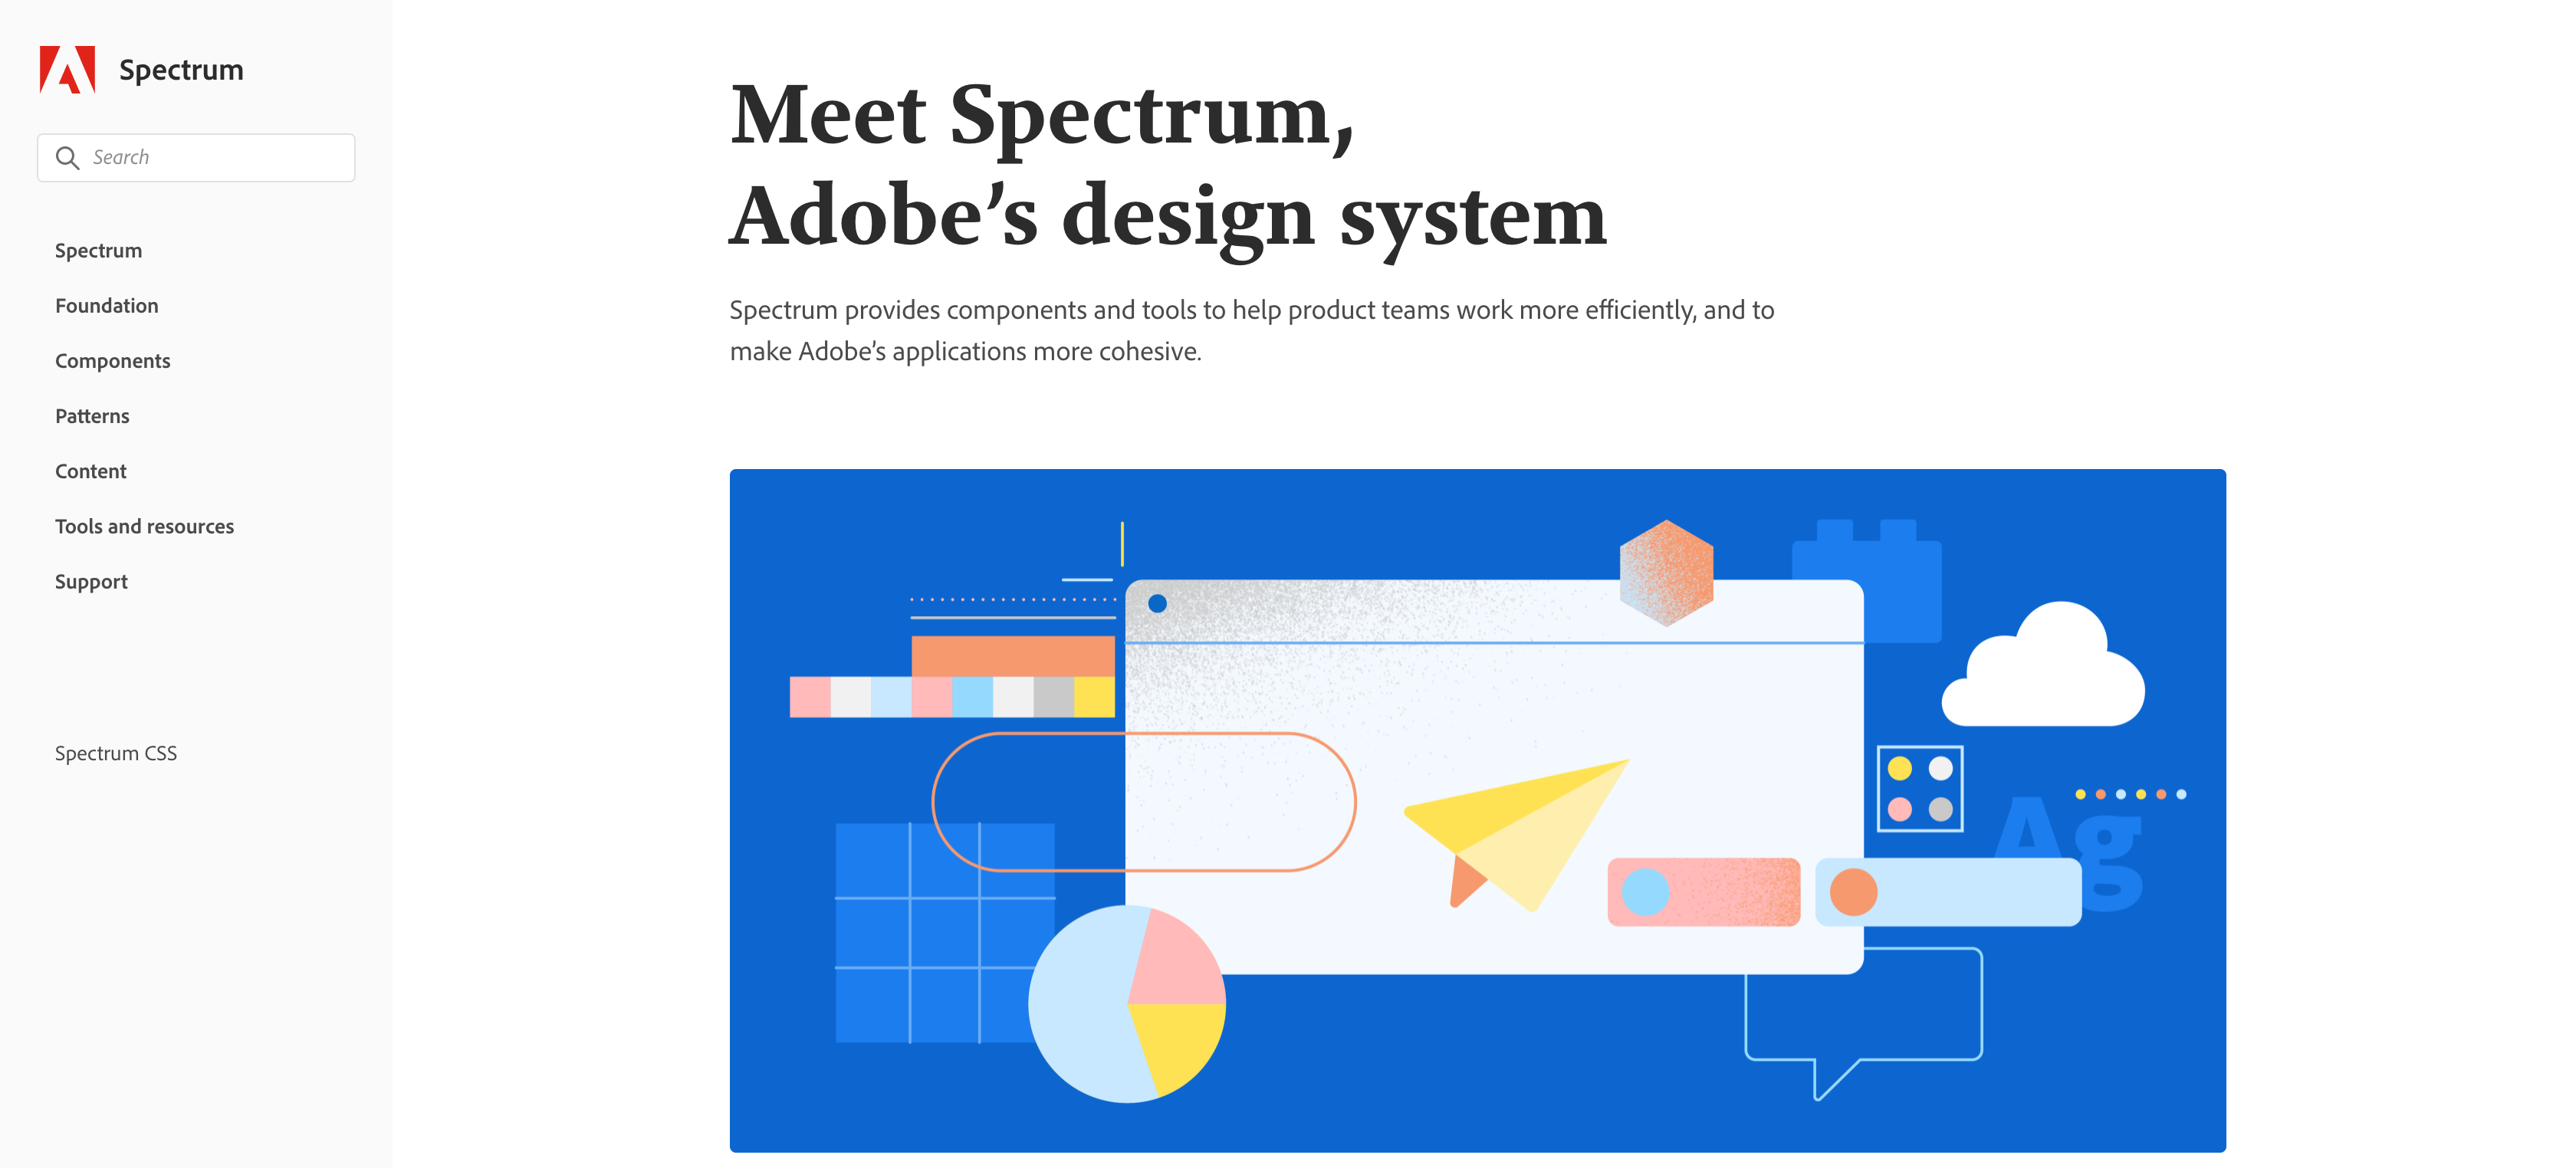 Spectrum
Search
Spectrum
Foundation
Components
Patterns
Content
Tools and resources
Support
Spectrum CSS
Meet Spectrum,
Adobe’s design system
Spectrum provides components and tools to help product teams work more efficiently, and to
make Adobe’s applications more cohesive.
Ag